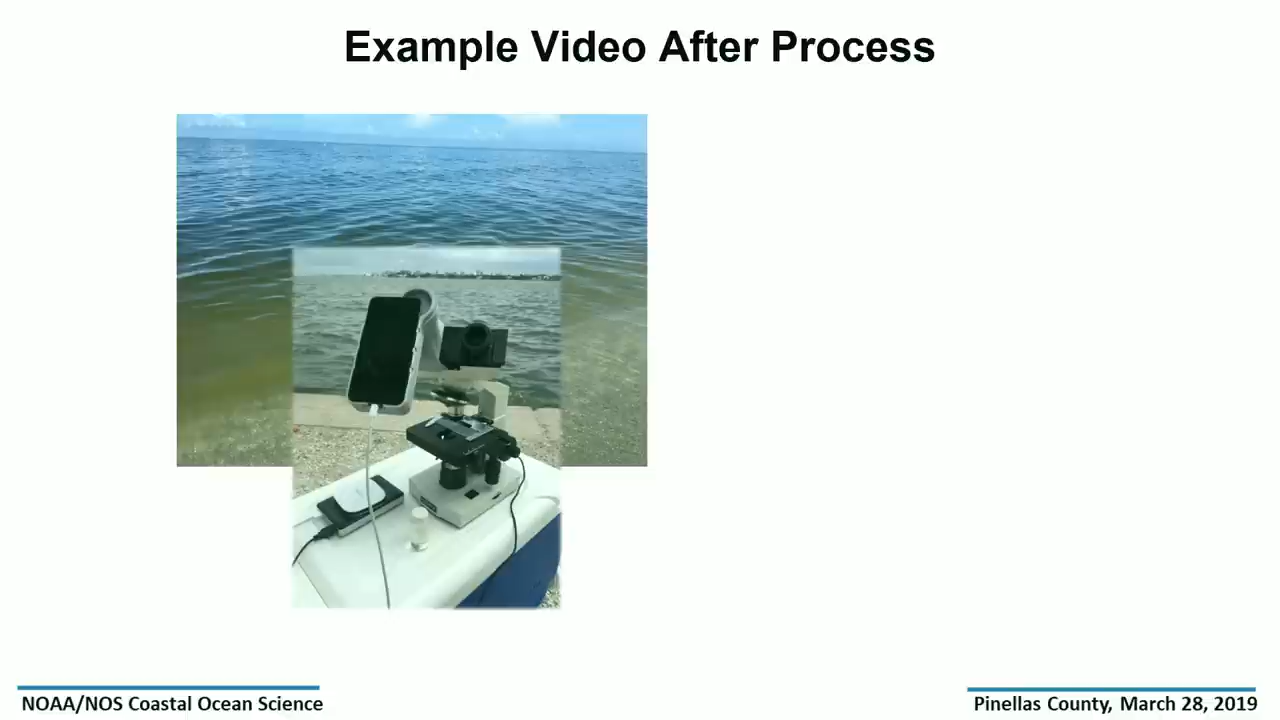 Example Video After Process
NOAA/NOS Coastal Ocean Science
Pinellas County, March 28, 2019